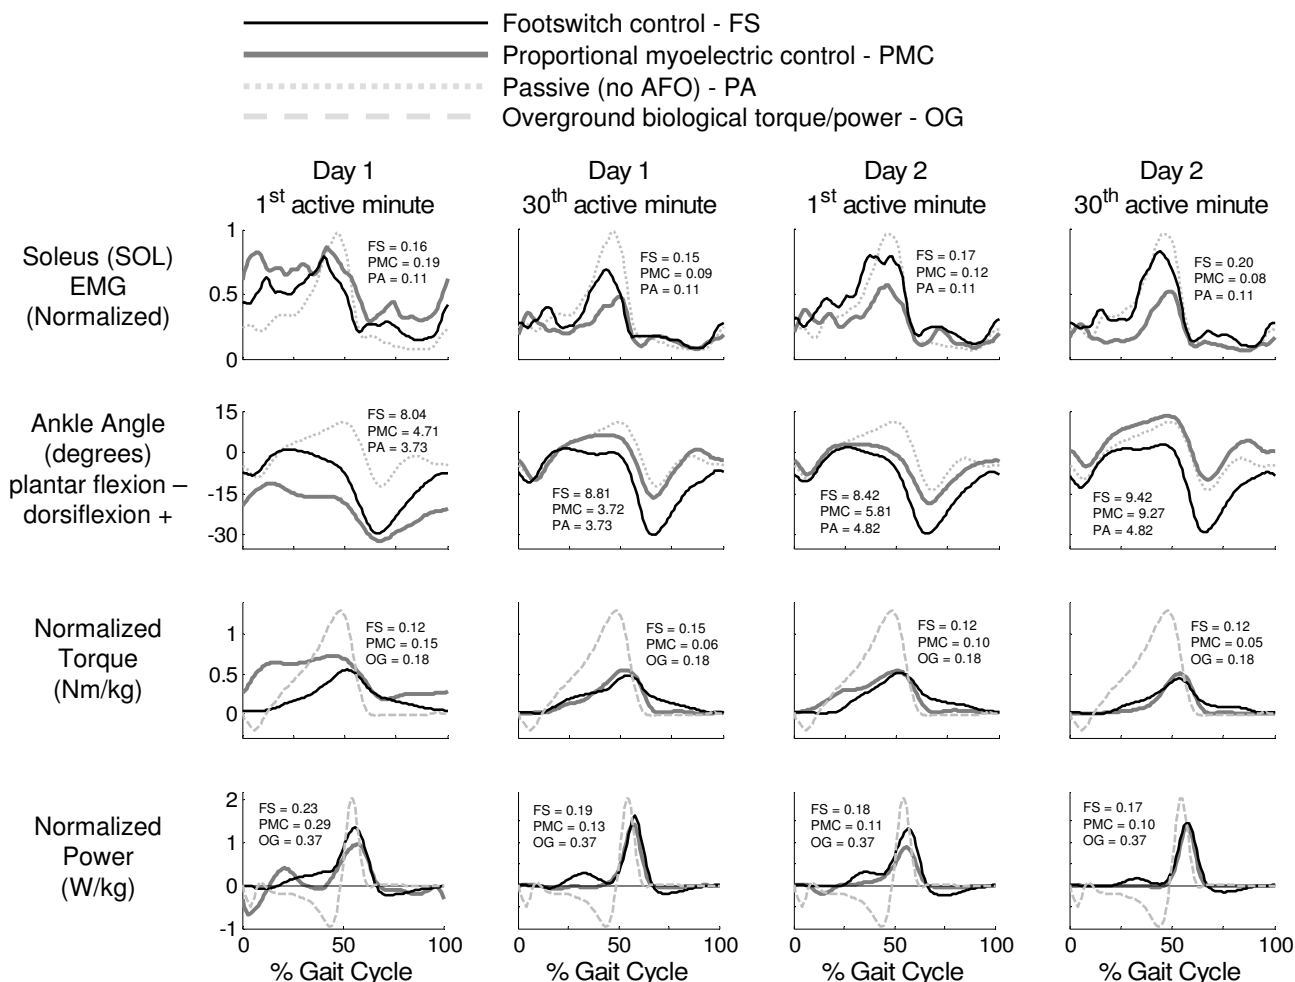 Footswitch control - FS
Proportional myoelectric control - PMC
Passive (no AFO) - PA
Overground biological torque/power - OG
Day 1
1st active minute
Day 1
30th active minute
Day 2
1st active minute
Day 2
30th active minute
Soleus (SOL)
EMG
(Normalized)
1
0.5
0
FS = 0.16
PMC = 0.19
PA = 0.11
FS = 0.15
PMC = 0.09
PA = 0.11
FS = 0.17
PMC = 0.12
PA = 0.11
FS = 0.20
PMC = 0.08
PA = 0.11
Ankle Angle
(degrees)
plantar flexion –
dorsiflexion +
15
0
-15
-30
FS = 8.04
PMC = 4.71
PA = 3.73
FS = 8.81
PMC = 3.72
PA = 3.73
FS = 8.42
PMC = 5.81
PA = 4.82
FS = 9.42
PMC = 9.27
PA = 4.82
Normalized
Torque
(Nm/kg)
1
0.5
0
FS = 0.12
PMC = 0.15
OG = 0.18
FS = 0.15
PMC = 0.06
OG = 0.18
FS = 0.12
PMC = 0.10
OG = 0.18
FS = 0.12
PMC = 0.05
OG = 0.18
Normalized
Power
(W/kg)
2
1
0
-1
FS = 0.23
PMC = 0.29
OG = 0.37
FS = 0.19
PMC = 0.13
OG = 0.37
FS = 0.18
PMC = 0.11
OG = 0.37
FS = 0.17
PMC = 0.10
OG = 0.37
0 50 100
% Gait Cycle
0 50 100
% Gait Cycle
0 50 100
% Gait Cycle
0 50 100
% Gait Cycle